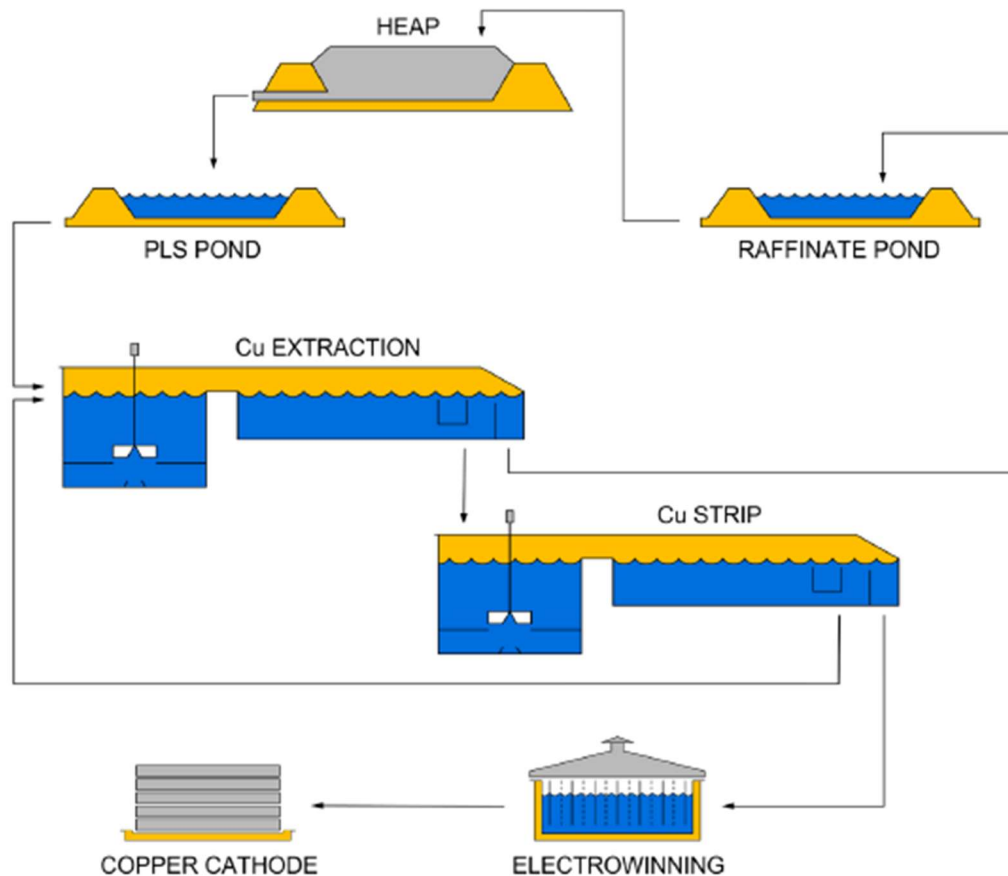 HEAP
PLS POND
RAFFINATE POND
Cu EXTRACTION
Cu STRIP
COPPER CATHODE
ELECTROWINNING